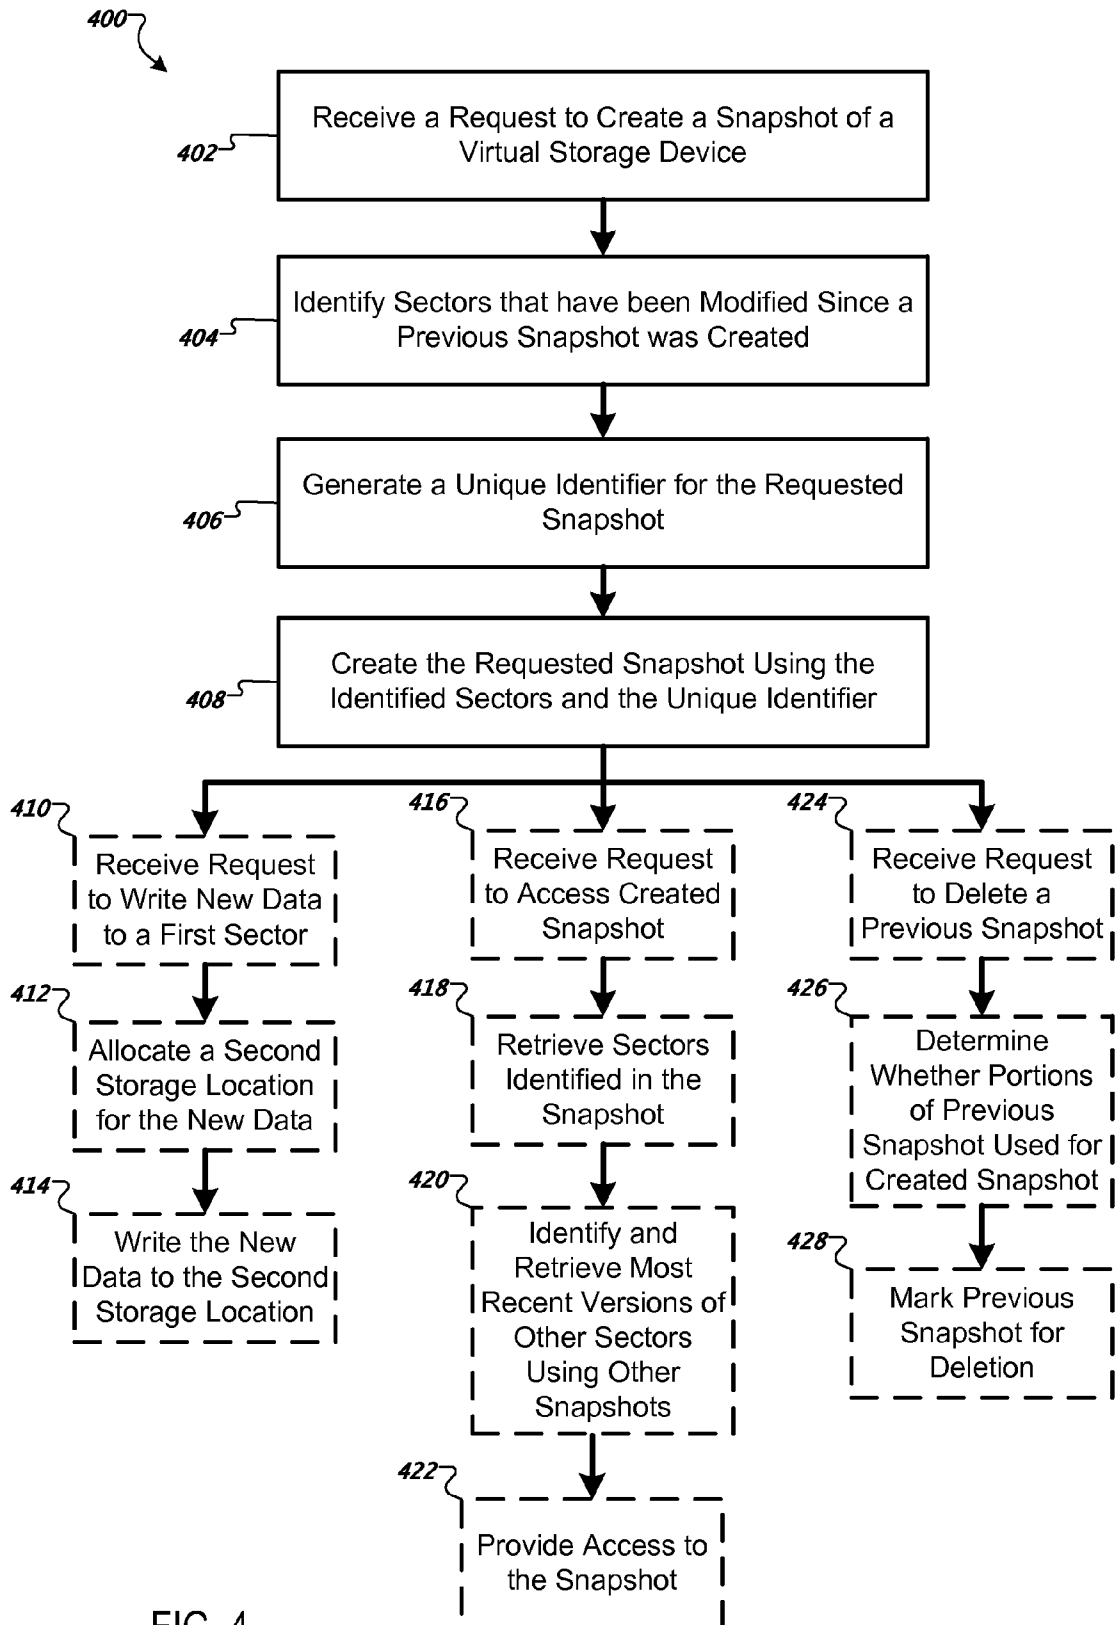 400
402
Receive a Request to Create a Snapshot of a
Virtual Storage Device
404
Identify Sectors that have been Modified Since a
Previous Snapshot was Created
406
Generate a Unique Identifier for the Requested
Snapshot
408
Create the Requested Snapshot Using the
Identified Sectors and the Unique Identifier
410
Receive Request
to Write New Data
to a First Sector
412
Allocate a Second
Storage Location
for the New Data
414
Write the New
Data to the Second
Storage Location
416
Receive Request
to Access Created
Snapshot
418
Retrieve Sectors
Identified in the
Snapshot
420
Identify and
Retrieve Most
Recent Versions of
Other Sectors
Using Other
Snapshots
422
Provide Access to
the Snapshot
424
Receive Request
to Delete a
Previous Snapshot
426
Determine
Whether Portions
of Previous
Snapshot Used for
Created Snapshot
428
Mark Previous
Snapshot for
Deletion
FIG. 4